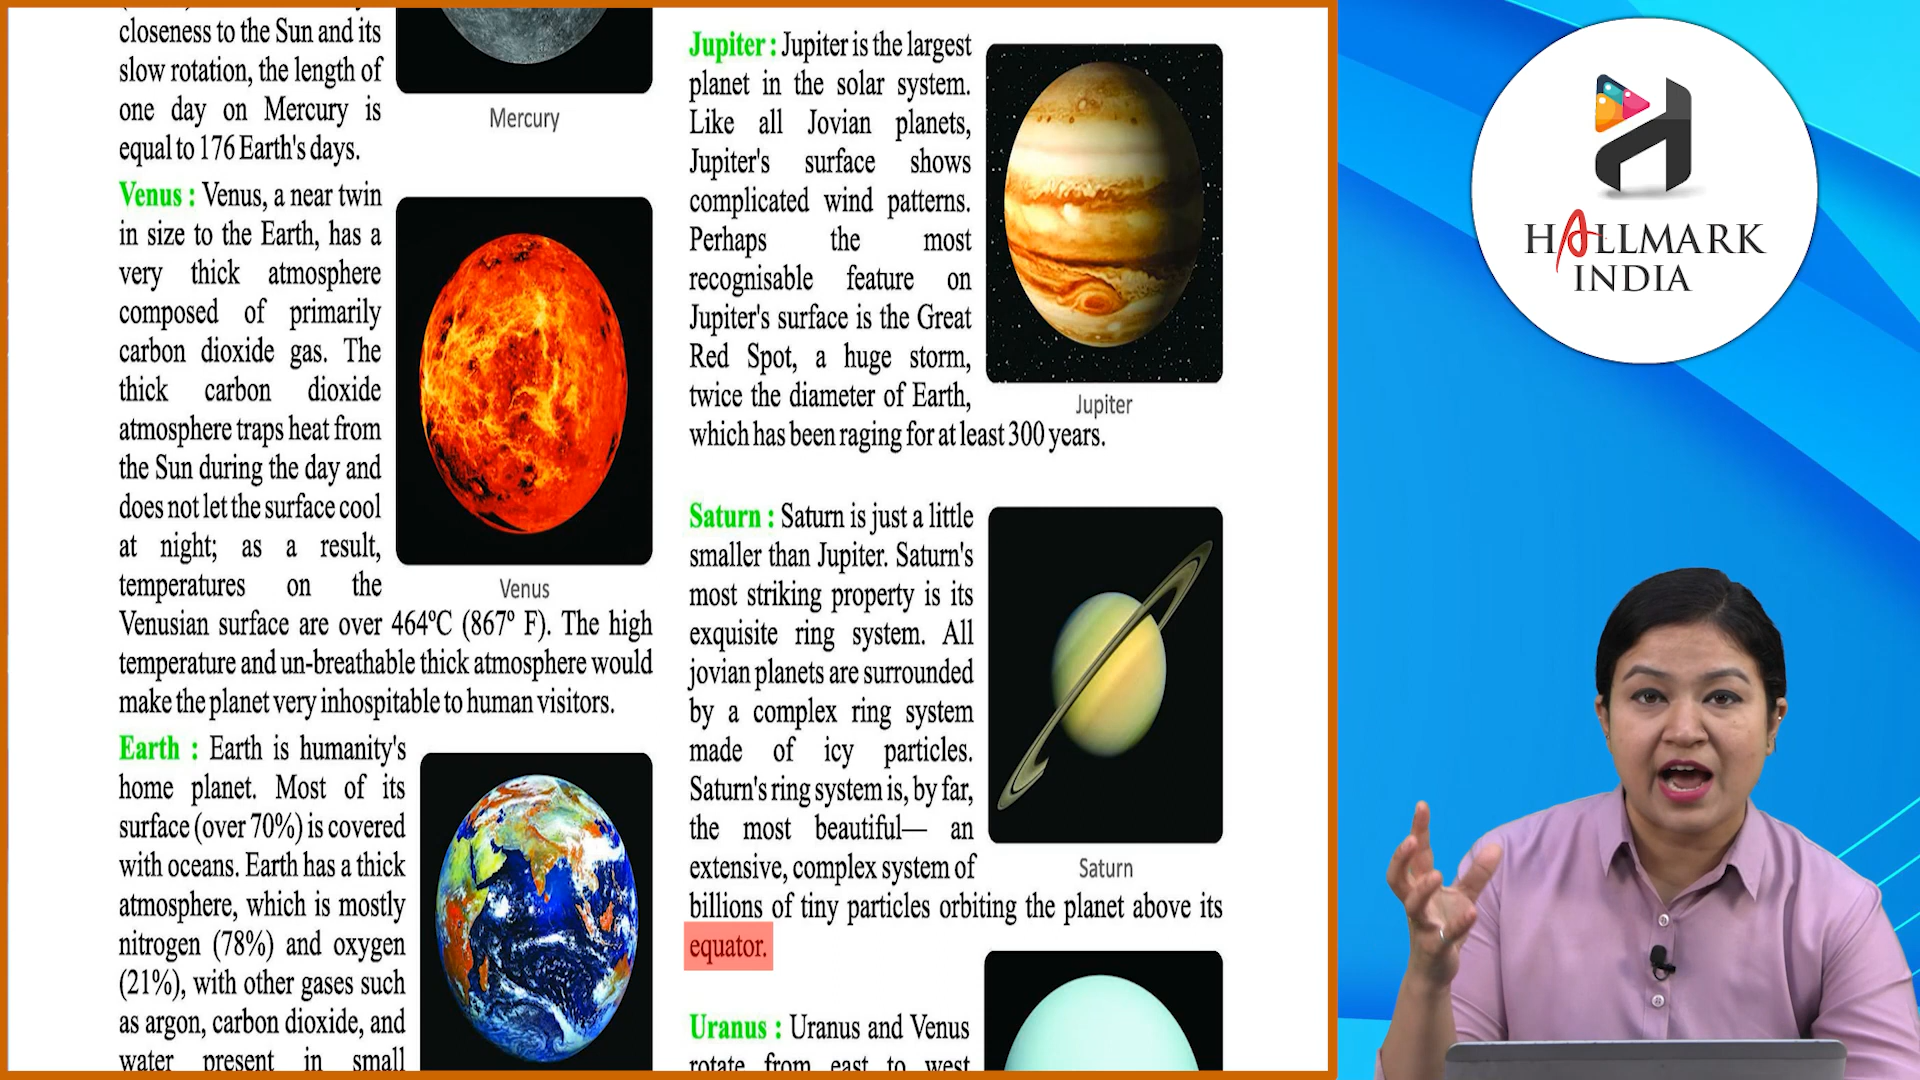 closeness to the Sun and its
slow rotation, the length of
one day on Mercury is
equal to 176 Earth's days.
Mercury
Venus : Venus, a near twin
in size to the Earth, has a
very thick atmosphere
composed of primarily
carbon dioxide gas. The
thick carbon dioxide
atmosphere traps heat from
the Sun during the day and
does not let the surface cool
at night; as a result,
temperatures on the
Venusian surface are over 464ºC (867º F). The high
temperature and un-breathable thick atmosphere would
make the planet very inhospitable to human visitors.
Venus
Earth : Earth is humanity's
home planet. Most of its
surface (over 70%) is covered
with oceans. Earth has a thick
atmosphere, which is mostly
nitrogen (78%) and oxygen
(21%), with other gases such
as argon, carbon dioxide, and
water present in small
Jupiter : Jupiter is the largest
planet in the solar system.
Like all Jovian planets,
Jupiter's surface shows
complicated wind patterns.
Perhaps the most
recognisable feature on
Jupiter's surface is the Great
Red Spot, a huge storm,
twice the diameter of Earth,
which has been raging for at least 300 years.
Jupiter
Saturn : Saturn is just a little
smaller than Jupiter. Saturn's
most striking property is its
exquisite ring system. All
jovian planets are surrounded
by a complex ring system
made of icy particles.
Saturn's ring system is, by far,
the most beautiful— an
extensive, complex system of
billions of tiny particles orbiting the planet above its
equator.
Saturn
Uranus : Uranus and Venus
rotate from east to west
HALLMARK
INDIA